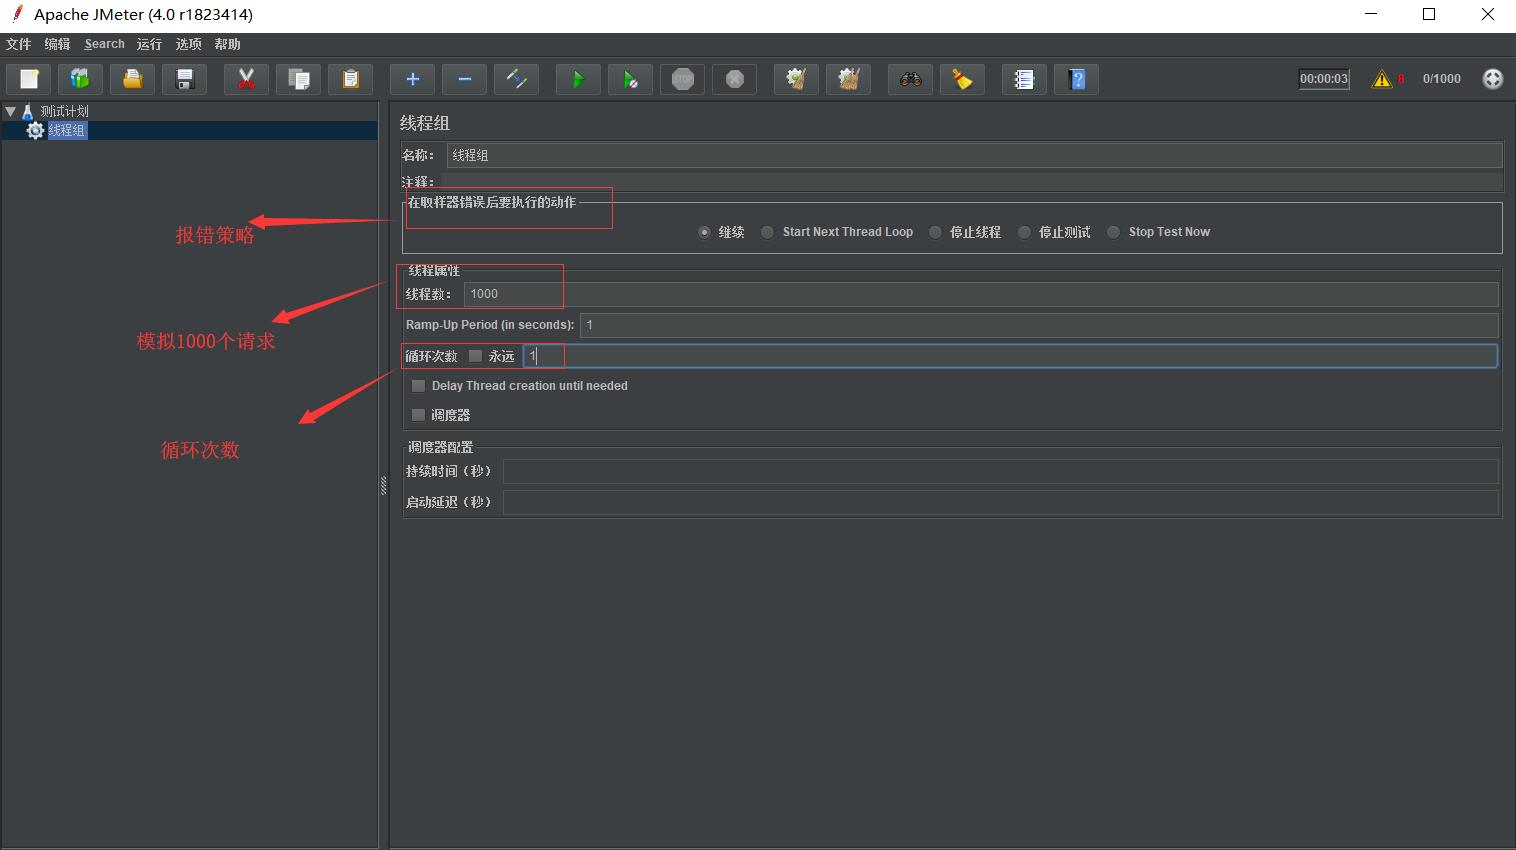 Apache JMeter (4.0 r1823414)
文件 编辑 Search 运行 选项 帮助
STOP
00:00:03 8 0/1000
测试计划
线程组
线程组
名称： 线程组
注释：
在取样器错误后要执行的动作
继续 Start Next Thread Loop 停止线程 停止测试 Stop Test Now
报错策略
线程属性
线程数： 1000
Ramp-Up Period (in seconds): 1
模拟1000个请求
循环次数 永远 1
Delay Thread creation until needed
调度器
循环次数
调度器配置
持续时间（秒）
启动延迟（秒）